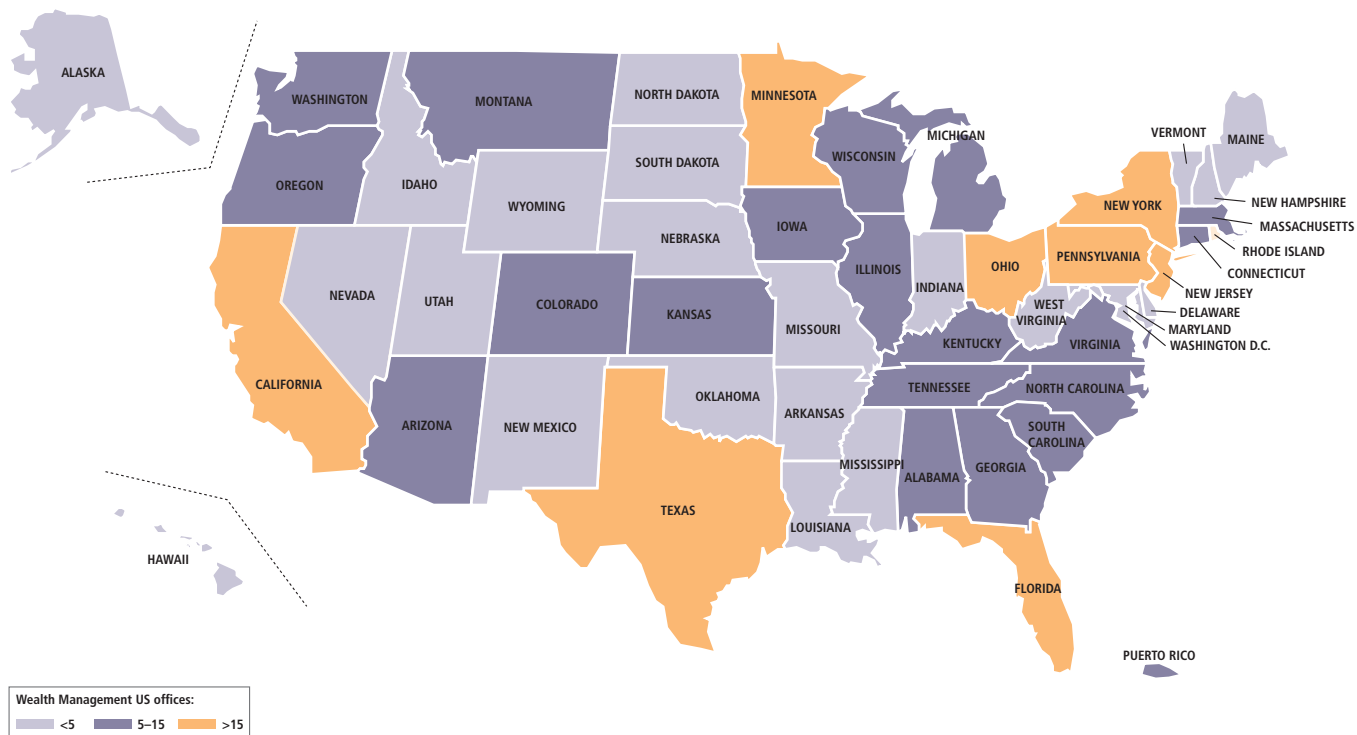 ALASKA
WASHINGTON
MONTANA
NORTH DAKOTA
MINNESOTA
MICHIGAN
VERMONT
MAINE
OREGON
IDAHO
SOUTH DAKOTA
WISCONSIN
WYOMING
NEW YORK
NEW HAMPSHIRE
MASSACHUSETTS
IOWA
NEBRASKA
RHODE ISLAND
PENNSYLVANIA
CONNECTICUT
ILLINOIS
OHIO
INDIANA
NEW JERSEY
NEVADA
UTAH
COLORADO
KANSAS
WEST
VIRGINIA
DELAWARE
MISSOURI
MARYLAND
KENTUCKY
VIRGINIA
WASHINGTON D.C.
CALIFORNIA
TENNESSEE
NORTH CAROLINA
OKLAHOMA
ARKANSAS
ARIZONA
NEW MEXICO
SOUTH
CAROLINA
MISSISSIPPI
GEORGIA
ALABAMA
TEXAS
LOUISIANA
HAWAII
FLORIDA
PUERTO RICO
Wealth Management US offices:
<5 5–15 >15